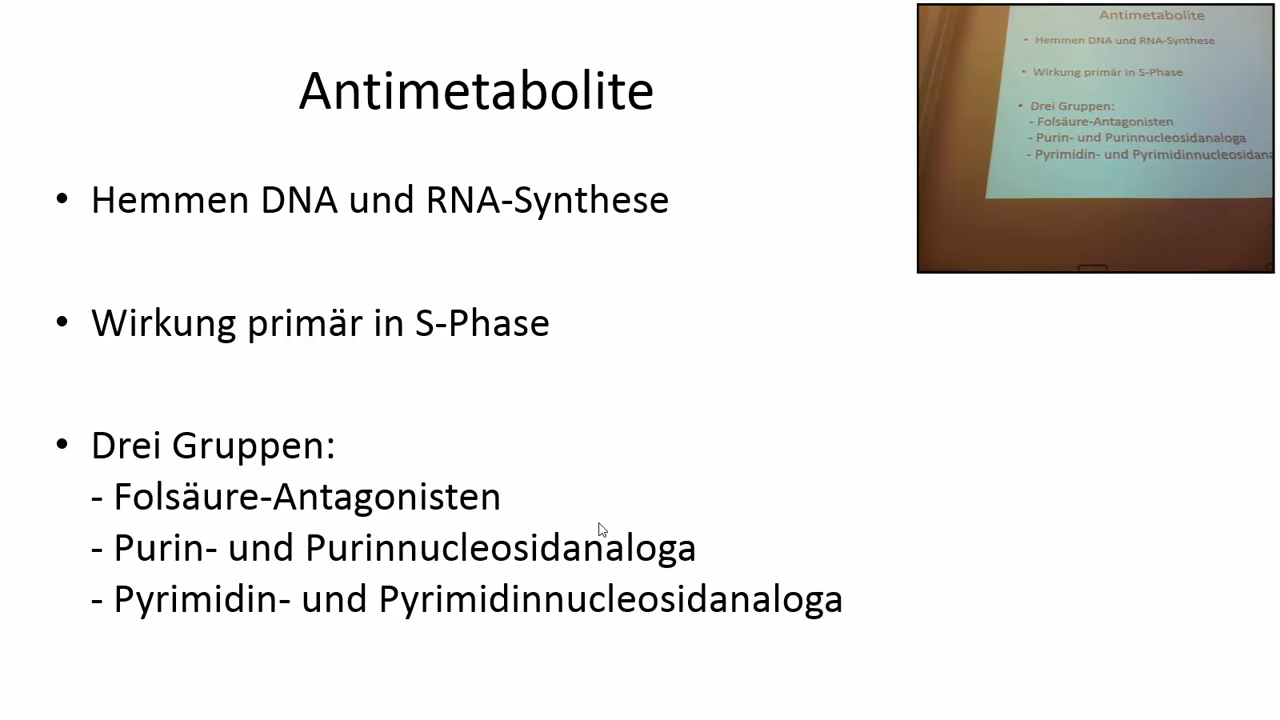 Antimetabolite
• Hemmen DNA und RNA-Synthese
• Wirkung primär in S-Phase
• Drei Gruppen:
- Folsäure-Antagonisten
- Purin- und Purinnucleosidanaloga
- Pyrimidin- und Pyrimidinnucleosidanaloga
Antimetabolite
• Hemmen DNA und RNA-Synthese
• Wirkung primär in S-Phase
• Drei Gruppen:
- Folsäure-Antagonisten
- Purin- und Purinnucleosidanaloga
- Pyrimidin- und Pyrimidinnucleosidana